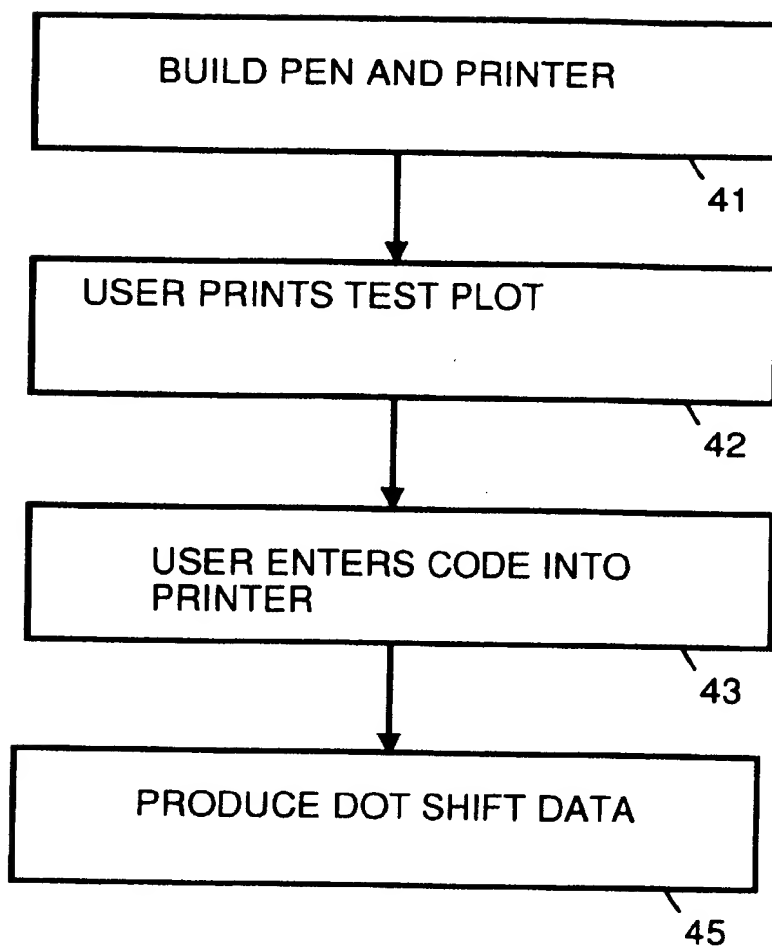 BUILD PEN AND PRINTER
41
USER PRINTS TEST PLOT
42
USER ENTERS CODE INTO
PRINTER
43
PRODUCE DOT SHIFT DATA
45